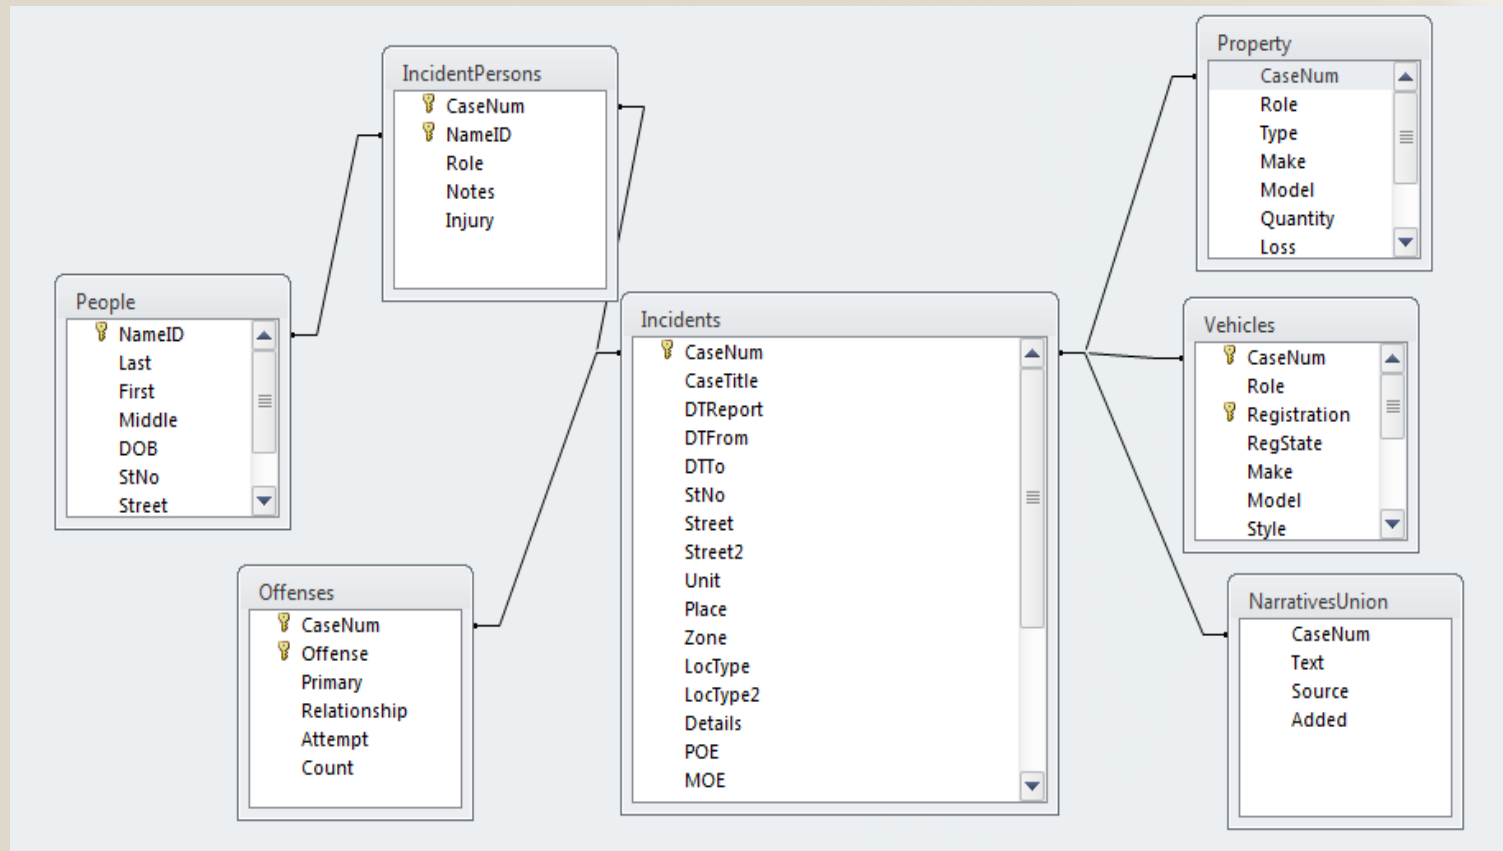 IncidentPersons
CaseNum
NameID
Role
Notes
Injury
People
NameID
Last
First
Middle
DOB
StNo
Street
Offenses
CaseNum
Offense
Primary
Relationship
Attempt
Count
Incidents
CaseNum
CaseTitle
DTReport
DTFrom
DTTo
StNo
Street
Street2
Unit
Place
Zone
LocType
LocType2
Details
POE
MOE
Property
CaseNum
Role
Type
Make
Model
Quantity
Loss
Vehicles
CaseNum
Role
Registration
RegState
Make
Model
Style
NarrativesUnion
CaseNum
Text
Source
Added